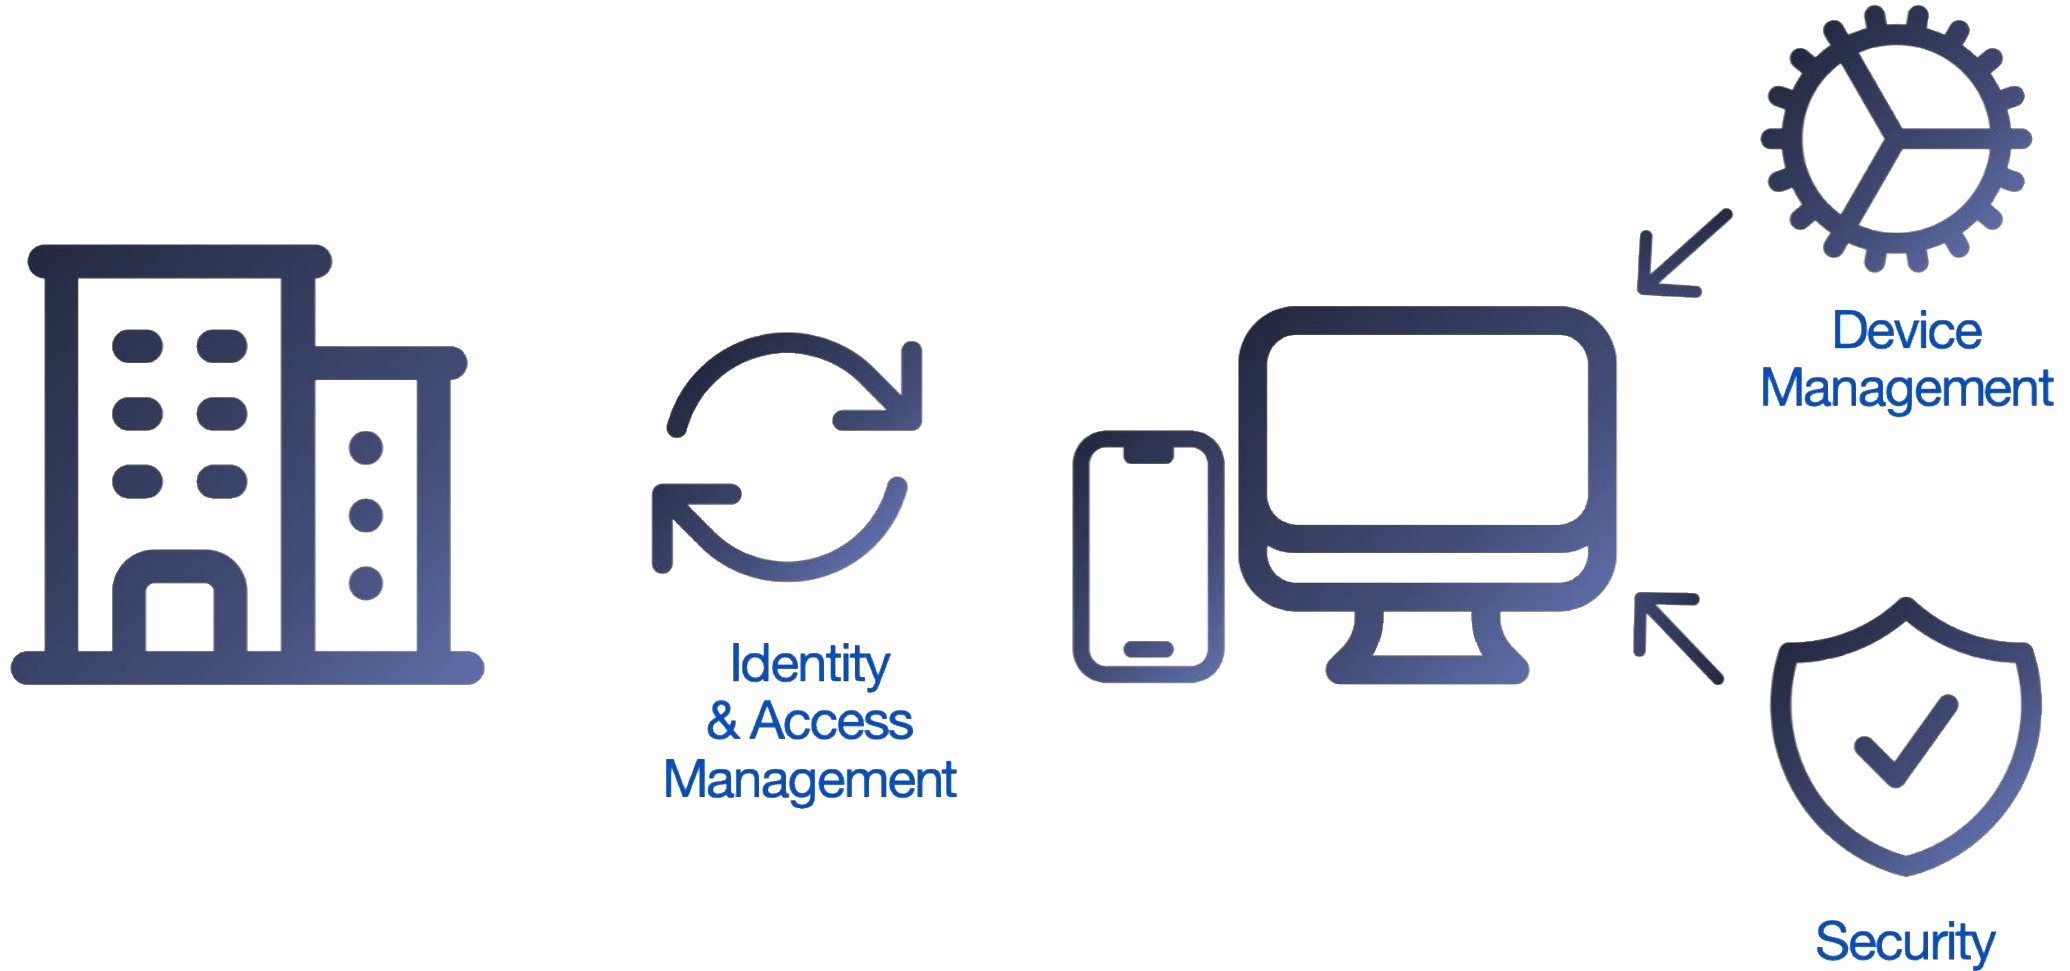 Device
Management
Identity
& Access
Management
Security